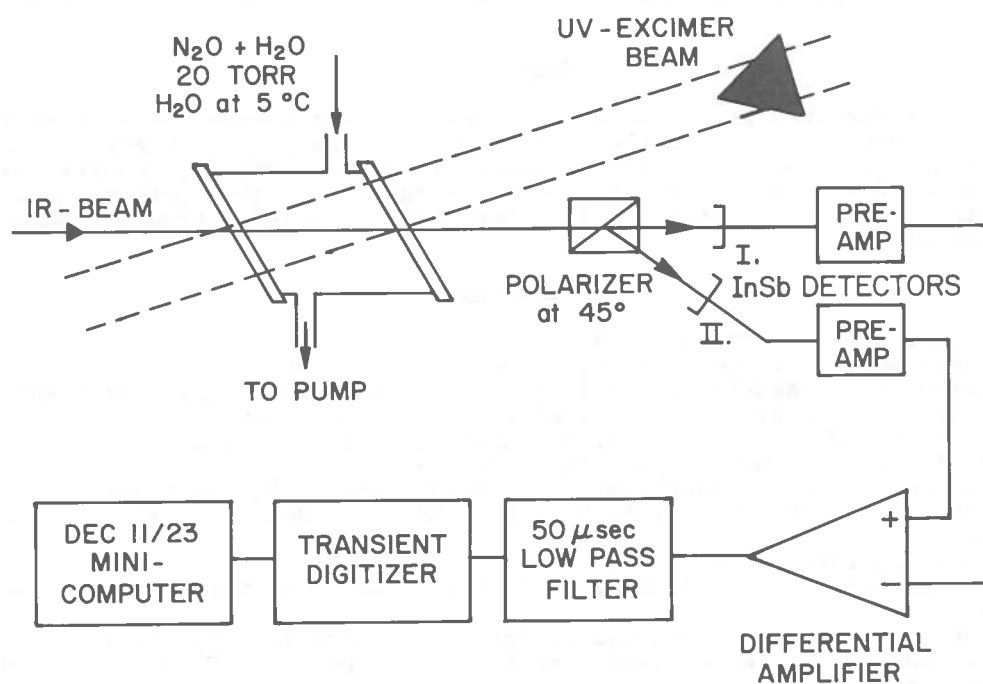 N₂O + H₂O
20 TORR
H₂O at 5 °C
UV-EXCIMER
BEAM
IR-BEAM
PRE-
AMP
I.
POLARIZER
at 45°
InSb DETECTORS
II.
PRE-
AMP
TO PUMP
DEC 11/23
MINI-
COMPUTER
TRANSIENT
DIGITIZER
50 μsec
LOW PASS
FILTER
+
−
DIFFERENTIAL
AMPLIFIER